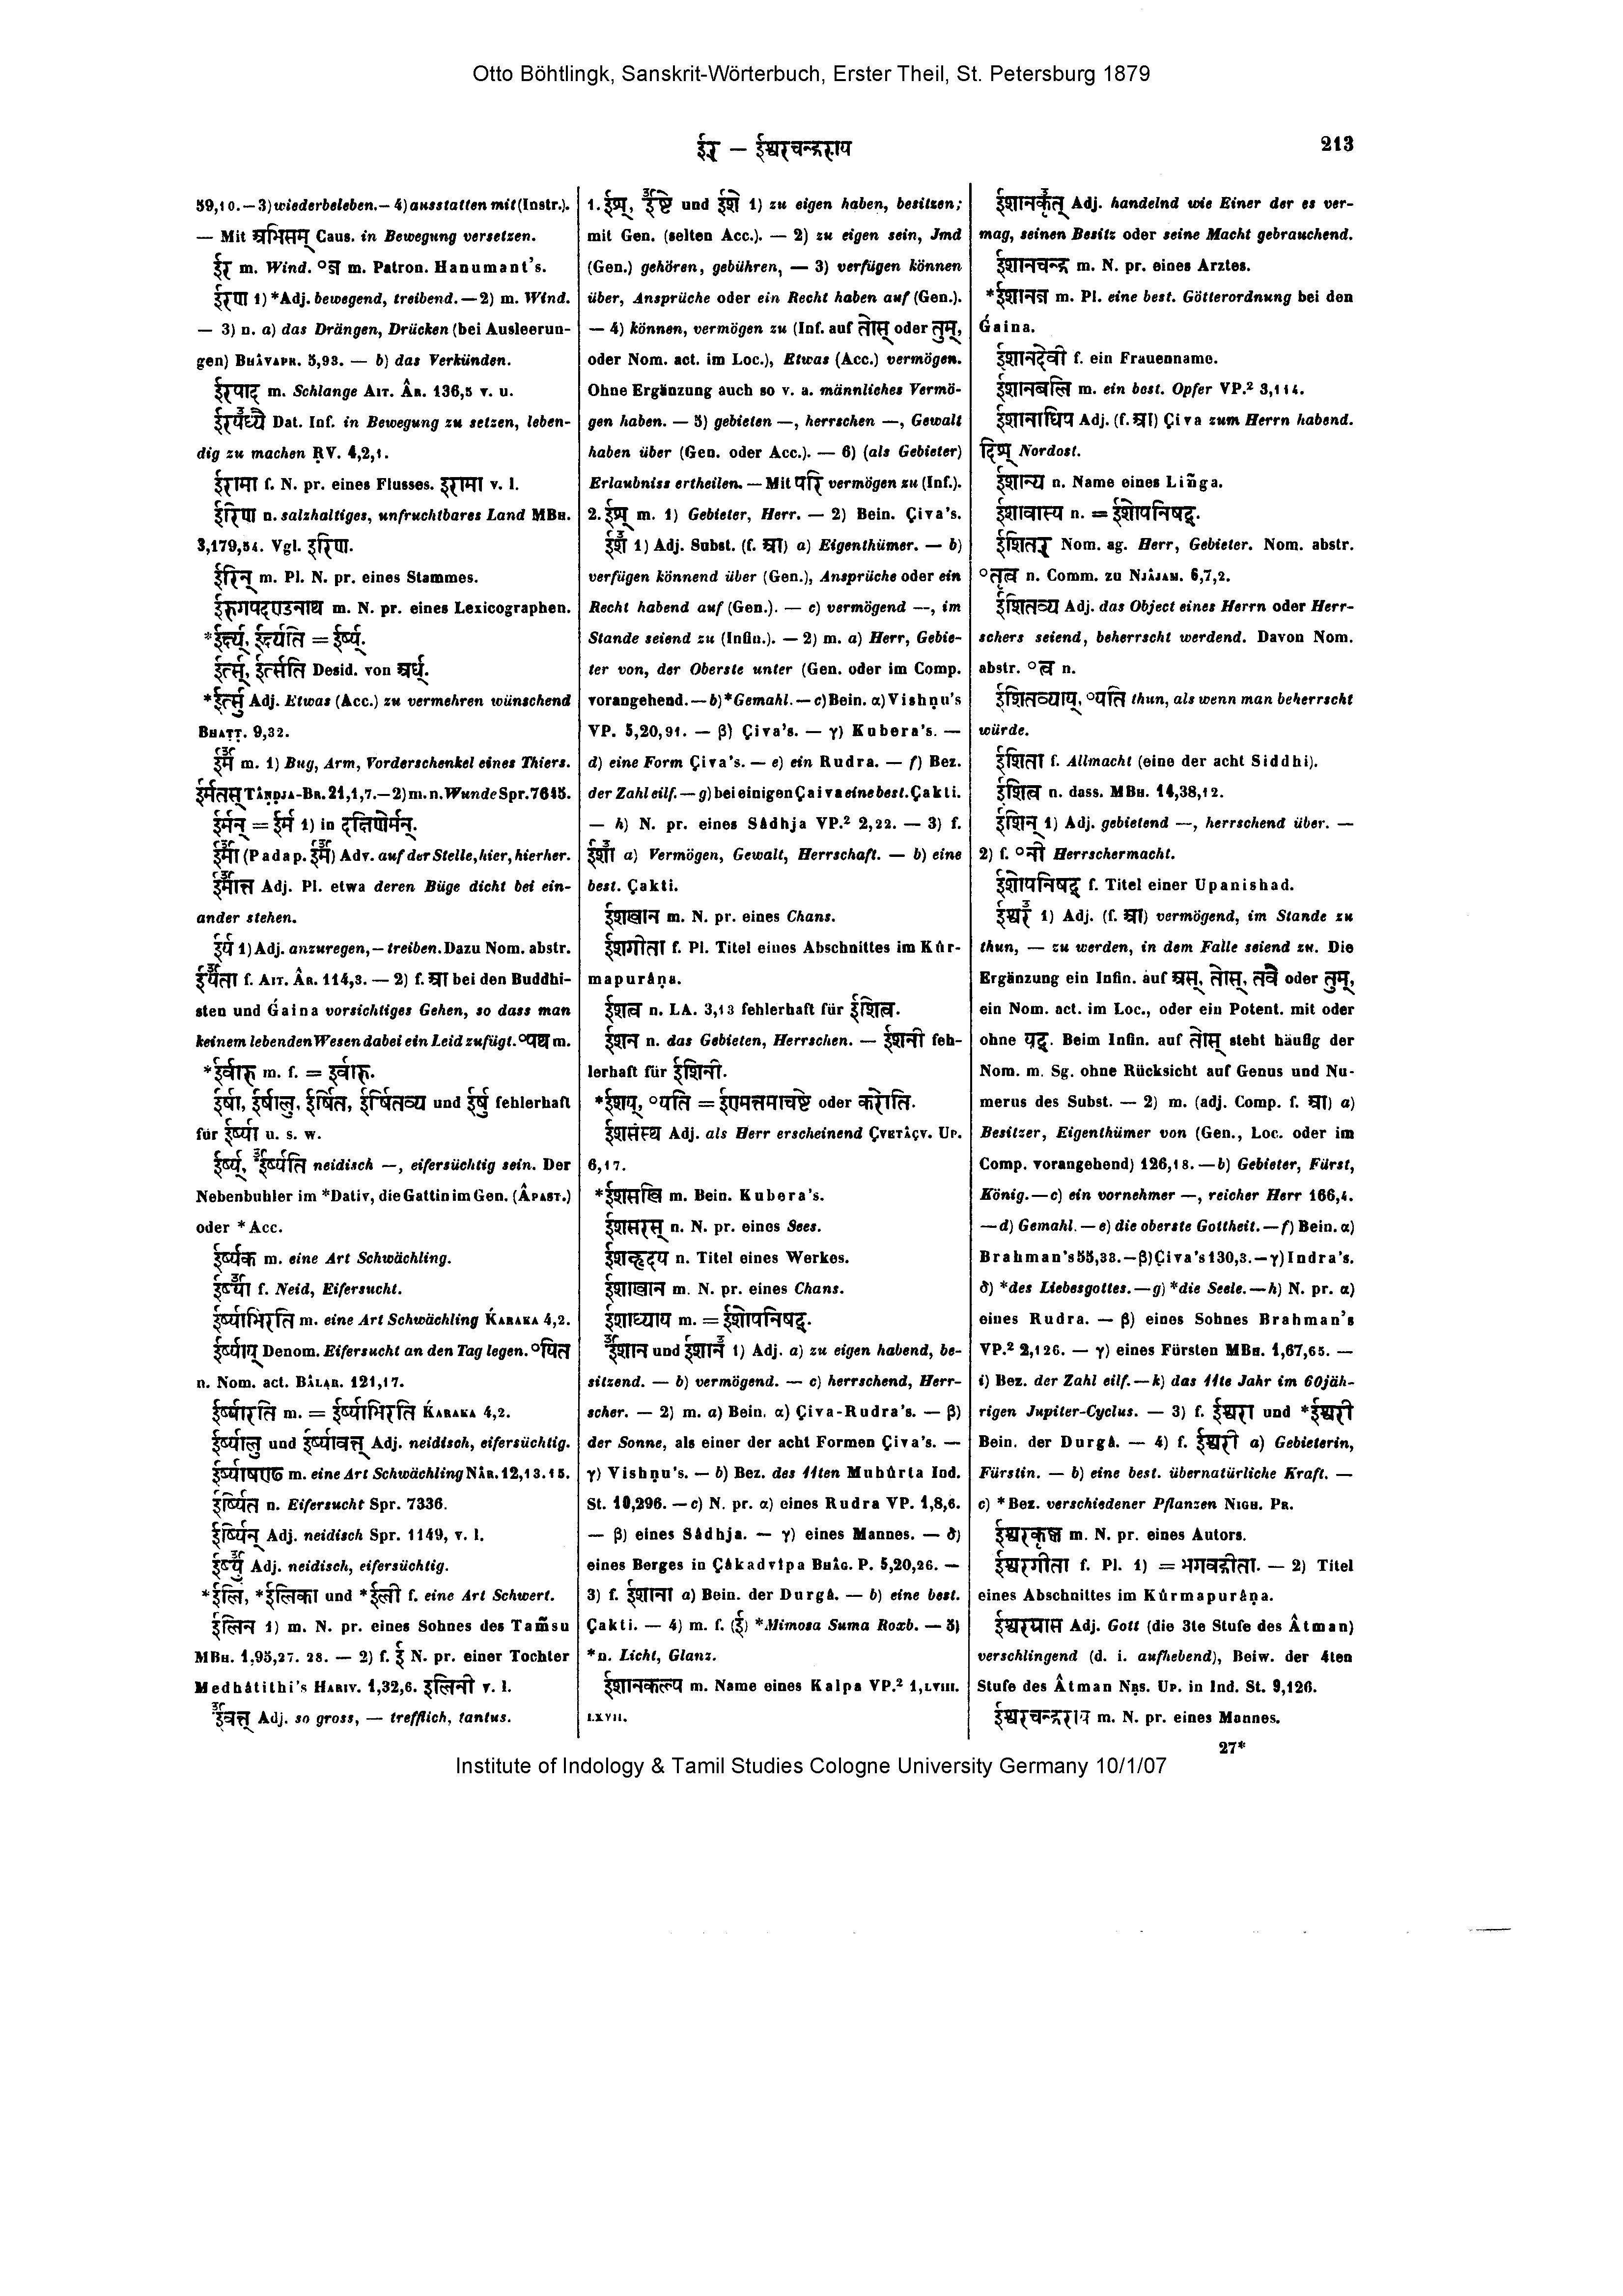 Otto Böhtlingk, Sanskrit-Wörterbuch, Erster Theil, St. Petersburg 1879
ईर् — ईश्वरचन्द्रराय
213
59,10. — 3) wiederbeleben. — 4) ausstatten mit (Instr.).
— Mit अभिसम् Caus. in Bewegung versetzen.
ईर m. Wind. °ज m. Patron. Hanumant's.
ईरण 1) *Adj. bewegend, treibend. — 2) m. Wind.
— 3) n. a) das Drängen, Drücken (bei Ausleerun-
gen) Bhâvapr. 5,93. — b) das Verkünden.
ईरपाद m. Schlange Ait. Âr. 136,5 v. u.
ईरयध्यै Dat. Inf. in Bewegung zu setzen, leben-
dig zu machen ṚV. 4,2,1.
ईरामा f. N. pr. eines Flusses. इरामा v. l.
ईरिण n. salzhaltiges, unfruchtbares Land MBh.
3,179,54. Vgl. इरिण.
ईरिन् m. Pl. N. pr. eines Stammes.
ईरुगपदण्डनाथ m. N. pr. eines Lexicographen.
*ईर्क्ष्य्, ईर्क्ष्यति = ईर्ष्य्.
ईर्त्स्, ईर्त्सति Desid. von अर्ध्.
*ईर्त्सु Adj. Etwas (Acc.) zu vermehren wünschend
Bhaṭṭ. 9,32.
ईर्म m. 1) Bug, Arm, Vorderschenkel eines Thiers.
ईर्मतस् Tâṇḍja-Br. 21,1,7. — 2) m. n. Wunde Spr. 7615.
ईर्मन् = ईर्म 1) in दक्षिणेर्मन्.
ईर्मा (Padap. ईर्म) Adv. auf der Stelle, hier, hierher.
ईर्मान्त Adj. Pl. etwa deren Büge dicht bei ein-
ander stehen.
ईर्य 1) Adj. anzuregen, — treiben. Dazu Nom. abstr.
ईर्यता f. Ait. Âr. 114,3. — 2) f. आ bei den Buddhi-
sten und Ǵaina vorsichtiges Gehen, so dass man
keinem lebenden Wesen dabei ein Leid zufügt. °पथ m.
*ईर्वारु m. f. = इर्वारु.
ईर्षा, ईर्षालु, ईर्षित, ईर्षितव्य und ईर्षु fehlerhaft
für ईर्ष्या u. s. w.
ईर्ष्य्, ईर्ष्यति neidisch —, eifersüchtig sein. Der
Nebenbuhler im *Dativ, die Gattin im Gen. (Âpast.)
oder *Acc.
ईर्ष्यक m. eine Art Schwächling.
ईर्ष्या f. Neid, Eifersucht.
ईर्ष्याभिरति m. eine Art Schwächling Ḱaraka 4,2.
ईर्ष्याय् Denom. Eifersucht an den Tag legen. °यित
n. Nom. act. Bâlar. 121,17.
ईर्ष्यारति m. = ईर्ष्याभिरति Ḱaraka 4,2.
ईर्ष्यालु und ईर्ष्यावत्त् Adj. neidisch, eifersüchtig.
ईर्ष्याषण्ढ m. eine Art Schwächling Nâr. 12,13. 15.
ईर्ष्यित n. Eifersucht Spr. 7336.
ईर्ष्यिन् Adj. neidisch Spr. 1149, v. l.
ईर्ष्यु Adj. neidisch, eifersüchtig.
*ईलि, *ईलिका und *ईली f. eine Art Schwert.
ईलिन 1) m. N. pr. eines Sohnes des Tam̃su
MBh. 1,95,27. 28. — 2) f. ई N. pr. einer Tochter
Medhâtithi's Hariv. 1,32,6. इलिनी v. l.
ईवत्त् Adj. so gross, — trefflich, tantus.
1. ईश्, ईष्टे und ईशे 1) zu eigen haben, besitzen;
mit Gen. (selten Acc.). — 2) zu eigen sein, Jmd
(Gen.) gehören, gebühren, — 3) verfügen können
über, Ansprüche oder ein Recht haben auf (Gen.).
— 4) können, vermögen zu (Inf. auf तोस् oder तुम्,
oder Nom. act. im Loc.), Etwas (Acc.) vermögen.
Ohne Ergänzung auch so v. a. männliches Vermö-
gen haben. — 5) gebieten —, herrschen —, Gewalt
haben über (Gen. oder Acc.). — 6) (als Gebieter)
Erlaubniss ertheilen. — Mit परि vermögen zu (Inf.).
2. ईश् m. 1) Gebieter, Herr. — 2) Bein. Çiva's.
ईश 1) Adj. Subst. (f. आ) a) Eigenthümer. — b)
verfügen könnend über (Gen.), Ansprüche oder ein
Recht habend auf (Gen.). — c) vermögend —, im
Stande seiend zu (Infin.). — 2) m. a) Herr, Gebie-
ter von, der Oberste unter (Gen. oder im Comp.
vorangehend. — b) *Gemahl. — c) Bein. α) Vishṇu's
VP. 5,20,91. — β) Çiva's. — γ) Kubera's. —
d) eine Form Çiva's. — e) ein Rudra. — f) Bez.
der Zahl eilf. — g) bei einigen Çaiva eine best. Çakti.
— h) N. pr. eines Sâdhja VP.² 2,22. — 3) f.
ईशा a) Vermögen, Gewalt, Herrschaft. — b) eine
best. Çakti.
ईशखान m. N. pr. eines Chans.
ईशगीता f. Pl. Titel eines Abschnittes im Kûr-
mapurâṇa.
ईशत्व n. LA. 3,13 fehlerhaft für ईशित्व.
ईशन n. das Gebieten, Herrschen. — ईशनी feh-
lerhaft für ईशिनी.
*ईशय्, °यति = ईशमत्तमाचष्टे oder करोति.
ईशसंस्थ Adj. als Herr erscheinend Çvetâçv. Up.
6,17.
*ईशसखि m. Bein. Kubera's.
ईशसरस् n. N. pr. eines Sees.
ईशहृदय n. Titel eines Werkes.
ईशाखान m. N. pr. eines Chans.
ईशाध्याय m. = ईशोपनिषद्.
ईशान und ईशान 1) Adj. a) zu eigen habend, be-
sitzend. — b) vermögend. — c) herrschend, Herr-
scher. — 2) m. a) Bein. α) Çiva-Rudra's. — β)
der Sonne, als einer der acht Formen Çiva's. —
γ) Vishṇu's. — b) Bez. des 11ten Muhûrta Ind.
St. 10,296. — c) N. pr. α) eines Rudra VP. 1,8,6.
— β) eines Sâdhja. — γ) eines Mannes. — δ)
eines Berges in Çâkadvîpa Bhâg. P. 5,20,26. —
3) f. ईशाना a) Bein. der Durgâ. — b) eine best.
Çakti. — 4) m. f. (ई) *Mimosa Suma Roxb. — 5)
*n. Licht, Glanz.
ईशानकल्प m. Name eines Kalpa VP.² 1,LVIII.
LXVII.
ईशानकृत् Adj. handelnd wie Einer der es ver-
mag, seinen Besitz oder seine Macht gebrauchend.
ईशानचन्द्र m. N. pr. eines Arztes.
*ईशानज m. Pl. eine best. Götterordnung bei den
Ǵaina.
ईशानदेवी f. ein Frauenname.
ईशानबलि m. ein best. Opfer VP.² 3,114.
ईशानाधिप Adj. (f. आ) Çiva zum Herrn habend.
दिश् Nordost.
ईशान्य n. Name eines Liñga.
ईशावास्य n. = ईशोपनिषद्.
ईशितर् Nom. ag. Herr, Gebieter. Nom. abstr.
°तृत्व n. Comm. zu Njâjam. 6,7,2.
ईशितव्य Adj. das Object eines Herrn oder Herr-
schers seiend, beherrscht werdend. Davon Nom.
abstr. °त्व n.
ईशितव्याय्, °यति thun, als wenn man beherrscht
würde.
ईशिता f. Allmacht (eine der acht Siddhi).
ईशित्व n. dass. MBh. 14,38,12.
ईशिन् 1) Adj. gebietend —, herrschend über. —
2) f. °नी Herrschermacht.
ईशोपनिषद् f. Titel einer Upanishad.
ईश्वर 1) Adj. (f. आ) vermögend, im Stande zu
thun, — zu werden, in dem Falle seiend zu. Die
Ergänzung ein Infin. auf अस्, तोस्, तवै oder तुम्,
ein Nom. act. im Loc., oder ein Potent. mit oder
ohne यद्. Beim Infin. auf तोस् steht häufig der
Nom. m. Sg. ohne Rücksicht auf Genus und Nu-
merus des Subst. — 2) m. (adj. Comp. f. आ) a)
Besitzer, Eigenthümer von (Gen., Loc. oder im
Comp. vorangehend) 126,18. — b) Gebieter, Fürst,
König. — c) ein vornehmer —, reicher Herr 166,4.
— d) Gemahl. — e) die oberste Gottheit. — f) Bein. α)
Brahman's 55,33. — β) Çiva's 130,3. — γ) Indra's.
δ) *des Liebesgottes. — g) *die Seele. — h) N. pr. α)
eines Rudra. — β) eines Sohnes Brahman's
VP.² 2,126. — γ) eines Fürsten MBh. 1,67,65. —
i) Bez. der Zahl eilf. — k) das 11te Jahr im 60jäh-
rigen Jupiter-Cyclus. — 3) f. ईश्वरा und *ईश्वरी
Bein. der Durgâ. — 4) f. ईश्वरी a) Gebieterin,
Fürstin. — b) eine best. übernatürliche Kraft. —
c) *Bez. verschiedener Pflanzen Nigh. Pr.
ईश्वरकृष्ण m. N. pr. eines Autors.
ईश्वरगीता f. Pl. 1) = भगवद्गीता. — 2) Titel
eines Abschnittes im Kûrmapurâṇa.
ईश्वरग्रास Adj. Gott (die 3te Stufe des Âtman)
verschlingend (d. i. aufhebend), Beiw. der 4ten
Stufe des Âtman Nṛs. Up. in Ind. St. 9,126.
ईश्वरचन्द्रराय m. N. pr. eines Mannes.
27*
Institute of Indology & Tamil Studies Cologne University Germany 10/1/07